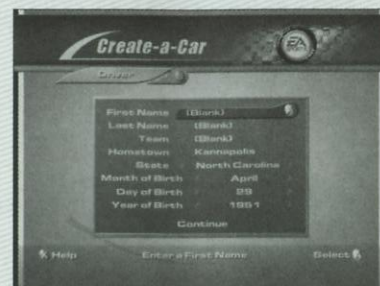 Create-a-Car
EA
Driver
First Name (Blank)
Last Name (Blank)
Team (Blank)
Hometown Kannapolis
State North Carolina
Month of Birth April
Day of Birth 29
Year of Birth 1951
Continue
Help Enter a First Name Select